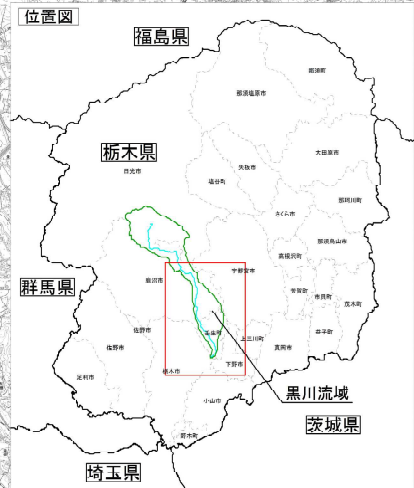 位置図
福島県
那須町
那須塩原市
栃木県
大田原市
日光市
矢板市
塩谷町
那珂川町
さくら市
那須烏山市
高根沢町
群馬県
宇都宮市
鹿沼市
芳賀町
市貝町
茂木町
佐野市
壬生町
上三川町
益子町
佐野市
真岡市
下野市
足利市
栃木市
黒川流域
小山市
茨城県
野木町
埼玉県